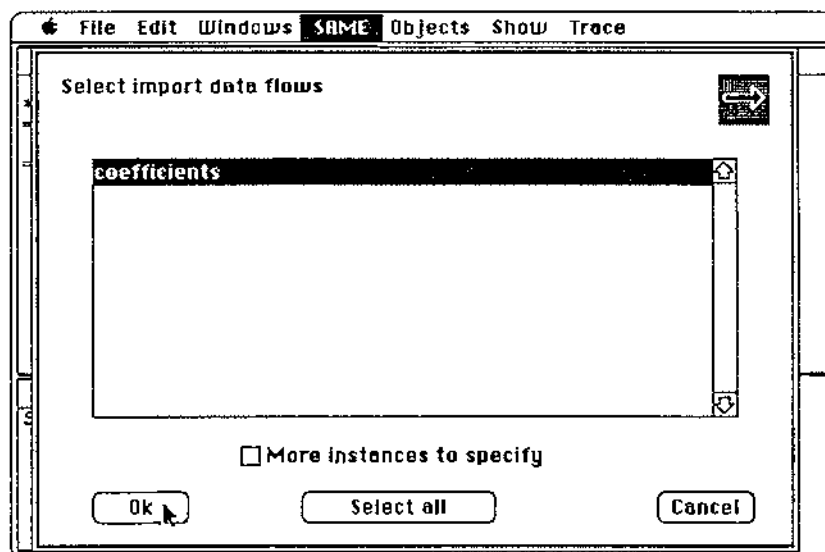 File Edit Windows SAME Objects Show Trace
Select import data flows
coefficients
More instances to specify
Ok Select all Cancel